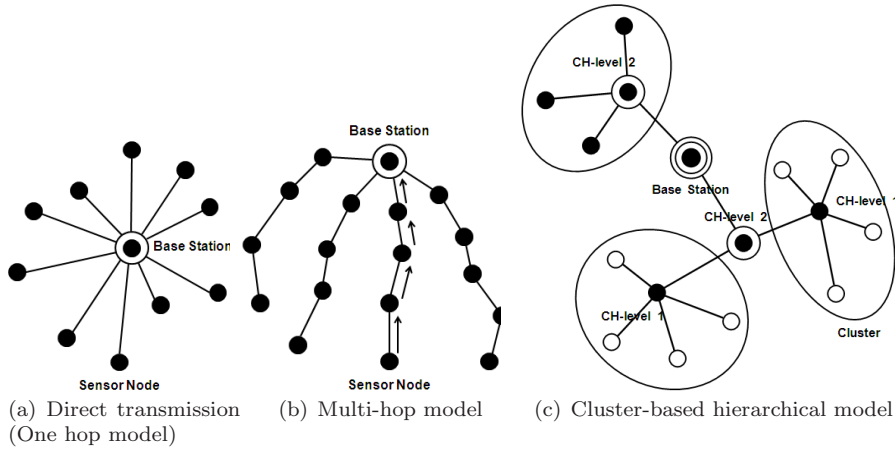 Base Station
Sensor Node
(a) Direct transmission
(One hop model)
Base Station
Sensor Node
(b) Multi-hop model
CH-level 2
Base Station
CH-level 2
CH-level 1
CH-level 1
Cluster
(c) Cluster-based hierarchical model